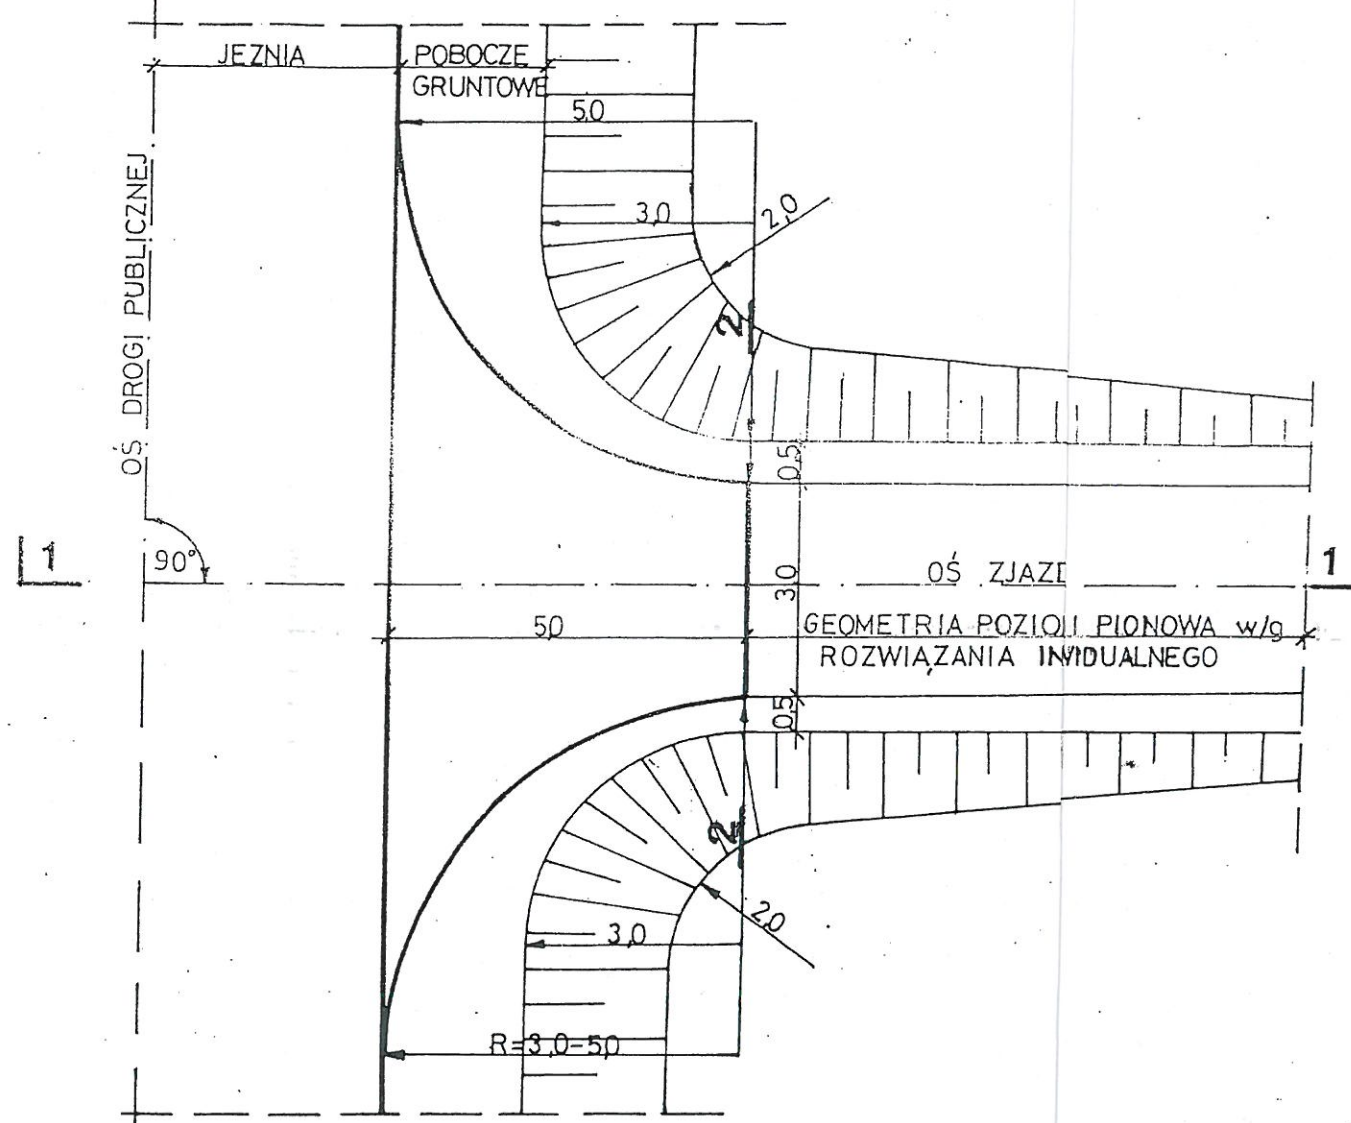 JEZNIA
POBOCZE
GRUNTOWE
5,0
3,0
2,0
2
OŚ DROGI PUBLICZNEJ
0,5
1
90°
OŚ ZJAZD
1
3,0
5,0
GEOMETRIA POZIO I PIONOWA w/g
ROZWIĄZANIA INVIDUALNEGO
0,5
2
2,0
3,0
R=3,0-5,0